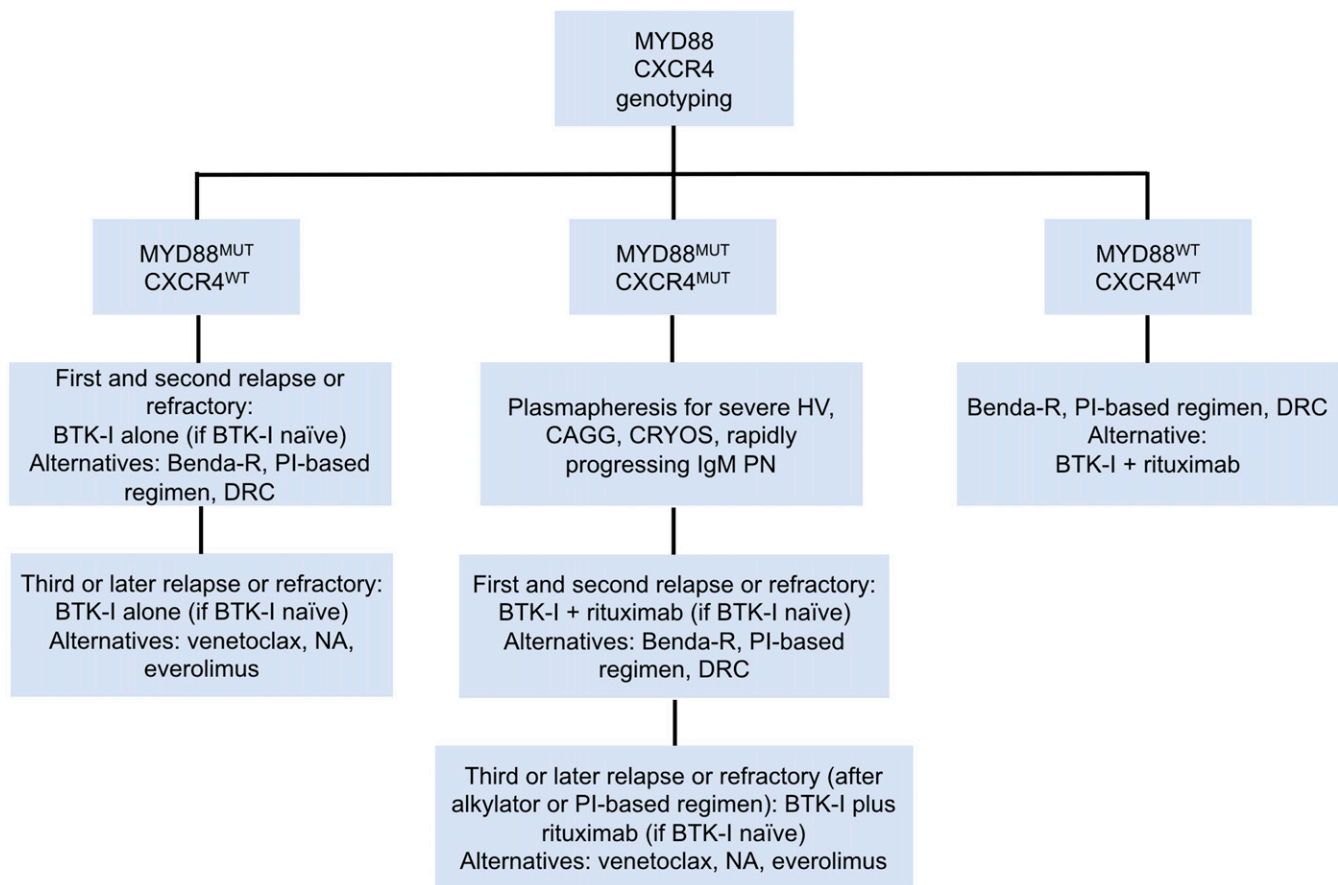 MYD88
CXCR4
genotyping
MYD88ᴹᵁᵀ
CXCR4ᵂᵀ
MYD88ᴹᵁᵀ
CXCR4ᴹᵁᵀ
MYD88ᵂᵀ
CXCR4ᵂᵀ
First and second relapse or
refractory:
BTK-I alone (if BTK-I naïve)
Alternatives: Benda-R, PI-based
regimen, DRC
Plasmapheresis for severe HV,
CAGG, CRYOS, rapidly
progressing IgM PN
Benda-R, PI-based regimen, DRC
Alternative:
BTK-I + rituximab
Third or later relapse or refractory:
BTK-I alone (if BTK-I naïve)
Alternatives: venetoclax, NA,
everolimus
First and second relapse or refractory:
BTK-I + rituximab (if BTK-I naïve)
Alternatives: Benda-R, PI-based
regimen, DRC
Third or later relapse or refractory (after
alkylator or PI-based regimen): BTK-I plus
rituximab (if BTK-I naïve)
Alternatives: venetoclax, NA, everolimus